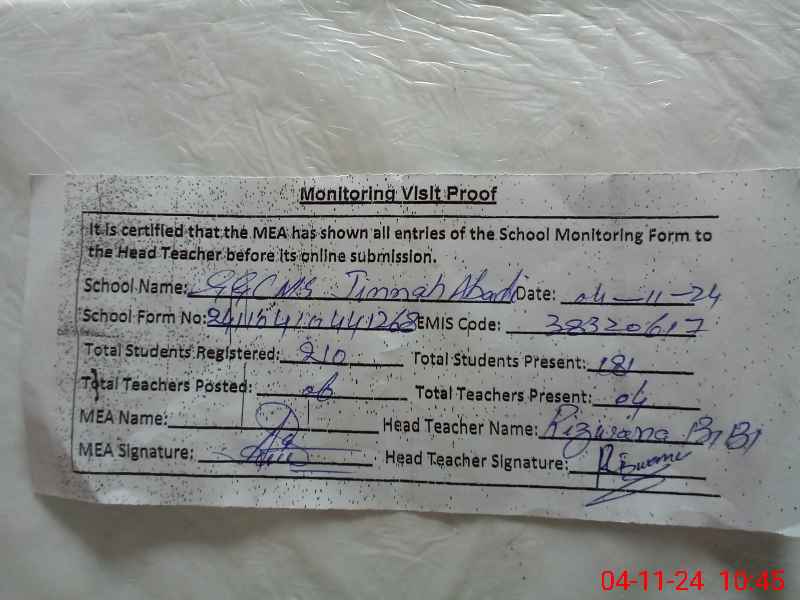 Monitoring Visit Proof
It is certified that the MEA has shown all entries of the School Monitoring Form to
the Head Teacher before its online submission.
School Name: GGCMS Jinnah Abadi Date: 04-11-24
School Form No: EMIS Code: 38320617
Total Students Registered: 210 Total Students Present: 181
Total Teachers Posted: 06 Total Teachers Present: 04
MEA Name: Head Teacher Name: Rizwana BiBi
MEA Signature: Head Teacher Signature: Rizwana
04-11-24 10:45